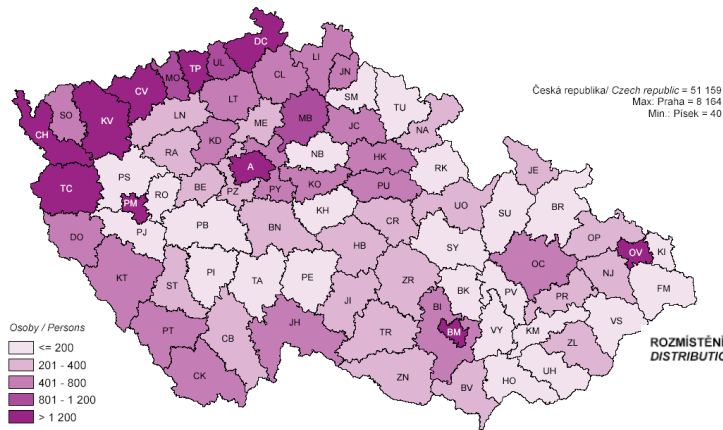 DC
LI
UL
TP
MO
CL
JN
CV
SM
TU
LT
SO
KV
LN
ME
MB
NA
CH
JC
KD
RA
NB
HK
A
RK
JE
PS
TC
RO
BE
PZ
PY
KO
PU
PM
BR
KH
UO
SU
PJ
PB
BN
CR
OP
OV
KI
DO
HB
SY
OC
NJ
KT
ST
PI
TA
PE
ZR
BK
PV
PR
FM
JI
BI
VS
PT
CB
JH
TR
BM
VY
KM
ZL
CK
ZN
BV
HO
UH
Česká republika/ Czech republic = 51 159
Max: Praha = 8 164
Min.: Písek = 40
Osoby / Persons
<= 200
201 - 400
401 - 800
801 - 1 200
> 1 200
ROZMÍSTĚNÍ
DISTRIBUTIO